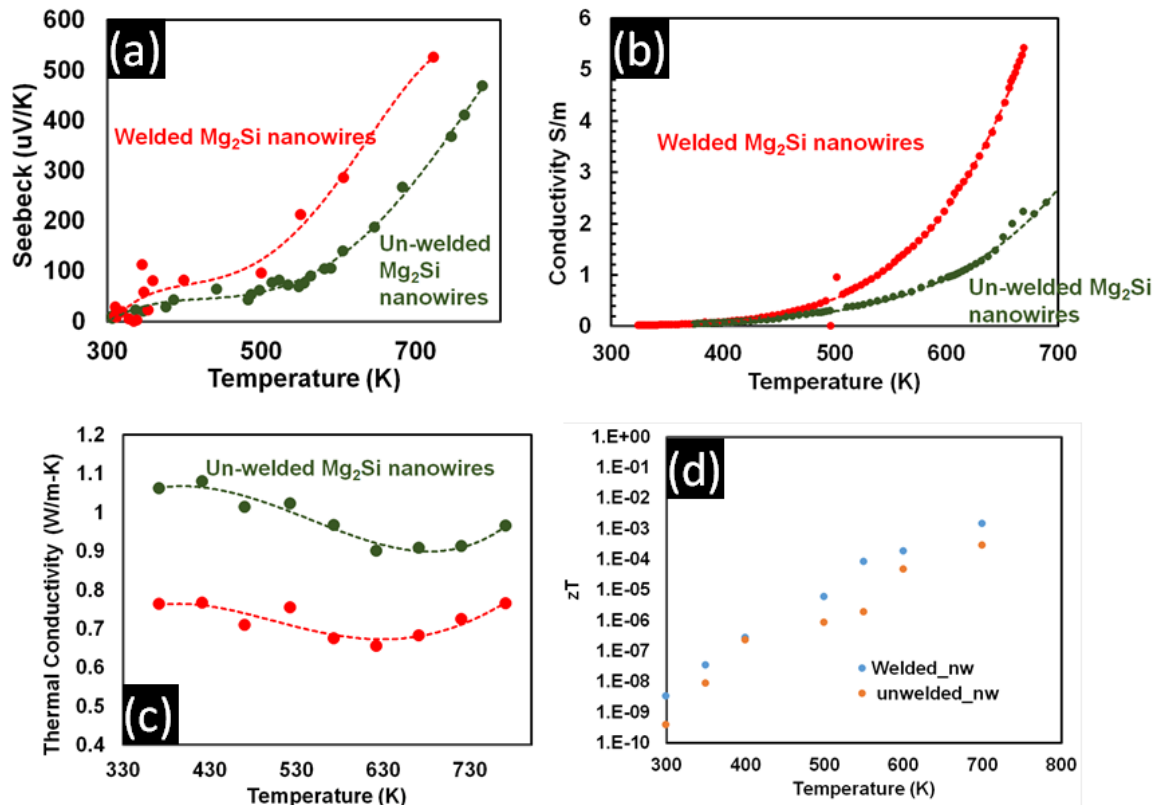 (a)
600
500
400
300
200
100
0
Seebeck (uV/K)
Welded Mg₂Si nanowires
Un-welded
Mg₂Si
nanowires
300
500
700
Temperature (K)
(b)
6
5
4
3
2
1
0
Conductivity S/m
Welded Mg₂Si nanowires
Un-welded Mg₂Si
nanowires
300
400
500
600
700
Temperature (K)
1.2
1.1
1
0.9
0.8
0.7
0.6
0.5
0.4
Thermal Conductivity (W/m-K)
Un-welded Mg₂Si nanowires
(c)
330
430
530
630
730
Temperature (K)
(d)
1.E+00
1.E-01
1.E-02
1.E-03
1.E-04
1.E-05
1.E-06
1.E-07
1.E-08
1.E-09
1.E-10
zT
Welded_nw
unwelded_nw
300
400
500
600
700
800
Temperature (K)